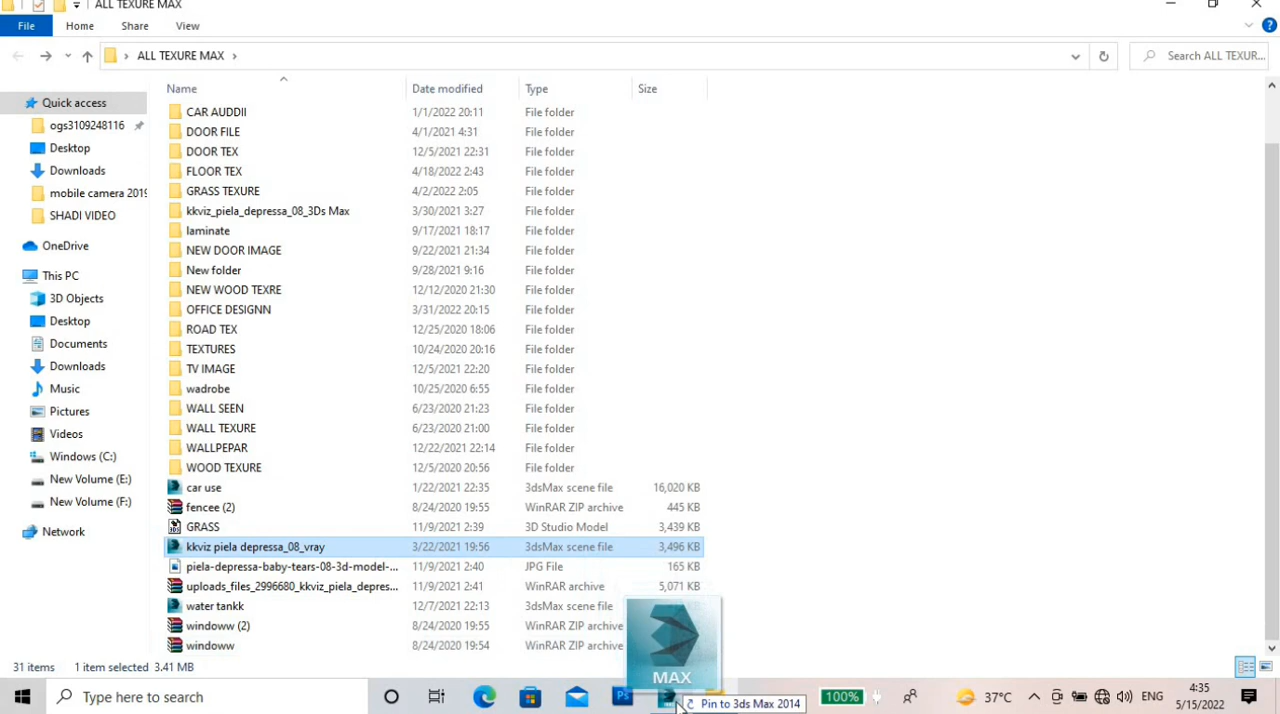 ALL TEXURE MAX
File Home Share View
ALL TEXURE MAX
Search ALL TEXUR...
Name Date modified Type Size
Quick access
ogs3109248116
Desktop
Downloads
mobile camera 2019
SHADI VIDEO
OneDrive
This PC
3D Objects
Desktop
Documents
Downloads
Music
Pictures
Videos
Windows (C:)
New Volume (E:)
New Volume (F:)
Network
CAR AUDDII 1/1/2022 20:11 File folder
DOOR FILE 4/1/2021 4:31 File folder
DOOR TEX 12/5/2021 22:31 File folder
FLOOR TEX 4/18/2022 2:43 File folder
GRASS TEXURE 4/2/2022 2:05 File folder
kkviz_piela_depressa_08_3Ds Max 3/30/2021 3:27 File folder
laminate 9/17/2021 18:17 File folder
NEW DOOR IMAGE 9/22/2021 21:34 File folder
New folder 9/28/2021 9:16 File folder
NEW WOOD TEXRE 12/12/2020 21:30 File folder
OFFICE DESIGNN 3/31/2022 20:15 File folder
ROAD TEX 12/25/2020 18:06 File folder
TEXTURES 10/24/2020 20:16 File folder
TV IMAGE 12/5/2021 22:20 File folder
wadrobe 10/25/2020 6:55 File folder
WALL SEEN 6/23/2020 21:23 File folder
WALL TEXURE 6/23/2020 21:00 File folder
WALLPEPAR 12/22/2021 22:14 File folder
WOOD TEXURE 12/5/2020 20:56 File folder
car use 1/22/2021 22:35 3dsMax scene file 16,020 KB
fencee (2) 8/24/2020 19:55 WinRAR ZIP archive 445 KB
GRASS 11/9/2021 2:39 3D Studio Model 3,439 KB
kkviz piela depressa_08_vray 3/22/2021 19:56 3dsMax scene file 3,496 KB
piela-depressa-baby-tears-08-3d-model-... 11/9/2021 2:40 JPG File 165 KB
uploads_files_2996680_kkviz_piela_depres... 11/9/2021 2:41 WinRAR archive 5,071 KB
water tankk 12/7/2021 22:13 3dsMax scene file
windoww (2) 8/24/2020 19:55 WinRAR ZIP archive
windoww 8/24/2020 19:54 WinRAR ZIP archive
MAX
31 items 1 item selected 3.41 MB
Type here to search
Ps
Pin to 3ds Max 2014
100%
37°C
ENG
4:35
5/15/2022